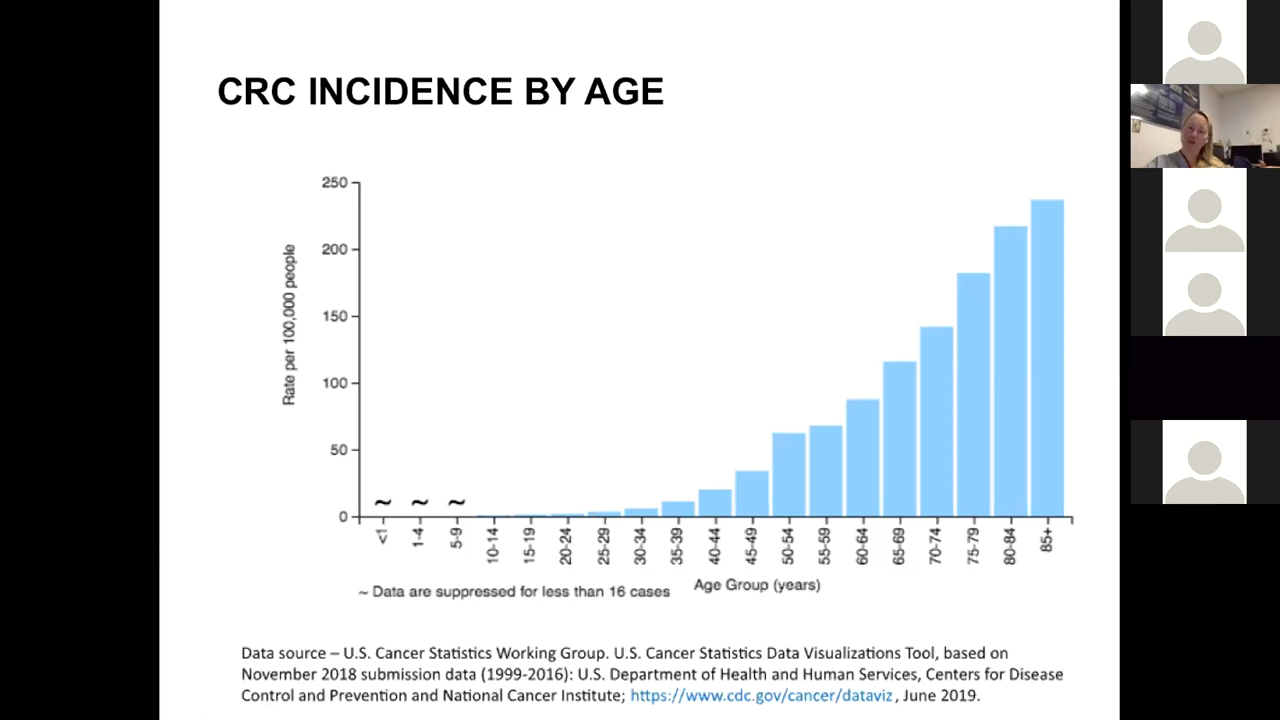 CRC INCIDENCE BY AGE
Rate per 100,000 people
250
200
150
100
50
0
~ ~ ~
<1 1-4 5-9 10-14 15-19 20-24 25-29 30-34 35-39 40-44 45-49 50-54 55-59 60-64 65-69 70-74 75-79 80-84 85+
Age Group (years)
~ Data are suppressed for less than 16 cases
Data source – U.S. Cancer Statistics Working Group. U.S. Cancer Statistics Data Visualizations Tool, based on
November 2018 submission data (1999-2016): U.S. Department of Health and Human Services, Centers for Disease
Control and Prevention and National Cancer Institute; https://www.cdc.gov/cancer/dataviz , June 2019.